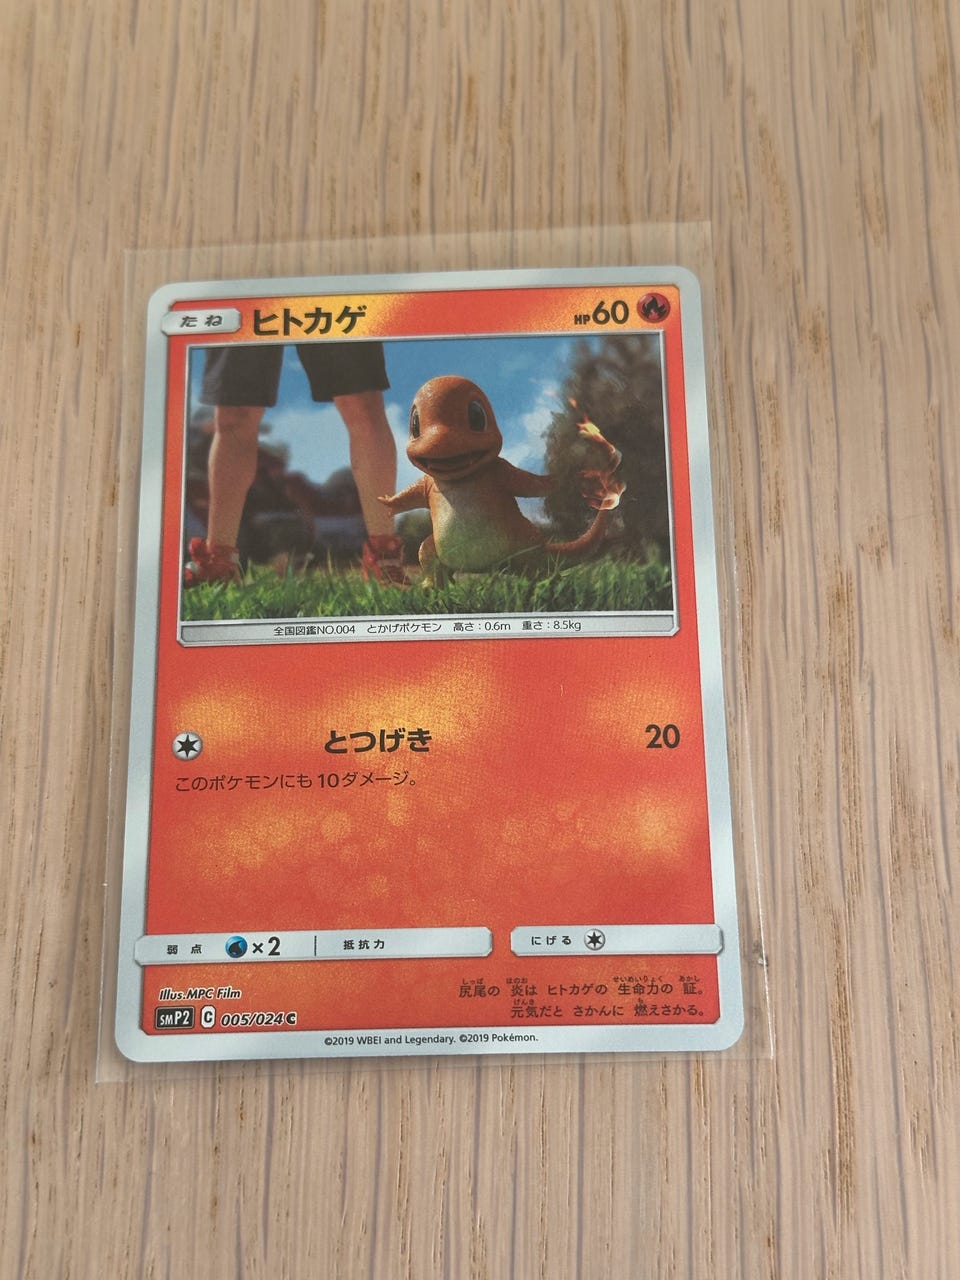 たね ヒトカゲ HP60
全国図鑑NO.004 とかげポケモン 高さ：0.6m 重さ：8.5kg
とつげき 20
このポケモンにも10ダメージ。
弱点 ×2 抵抗力 にげる
Illus.MPC Film
尻尾の 炎は ヒトカゲの 生命力の 証。
元気だと さかんに 燃えさかる。
SMP2 C 005/024 C
©2019 WBEI and Legendary. ©2019 Pokémon.